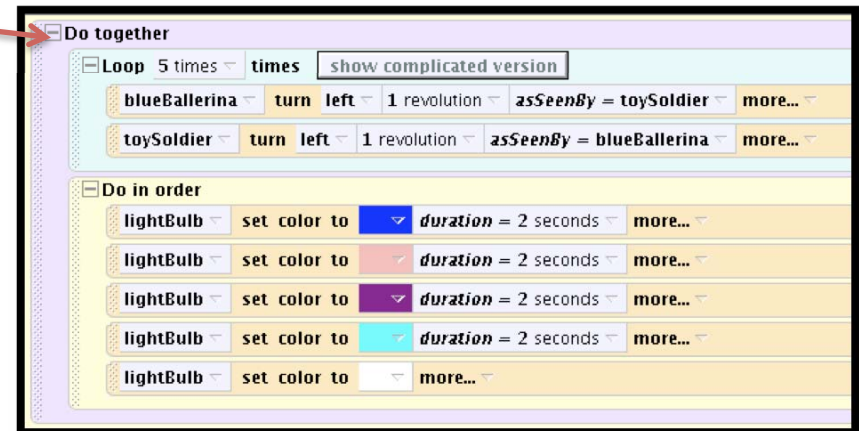 Do together
Loop 5 times times show complicated version
blueBallerina turn left 1 revolution asSeenBy = toySoldier more...
toySoldier turn left 1 revolution asSeenBy = blueBallerina more...
Do in order
lightBulb set color to duration = 2 seconds more...
lightBulb set color to duration = 2 seconds more...
lightBulb set color to duration = 2 seconds more...
lightBulb set color to duration = 2 seconds more...
lightBulb set color to more...